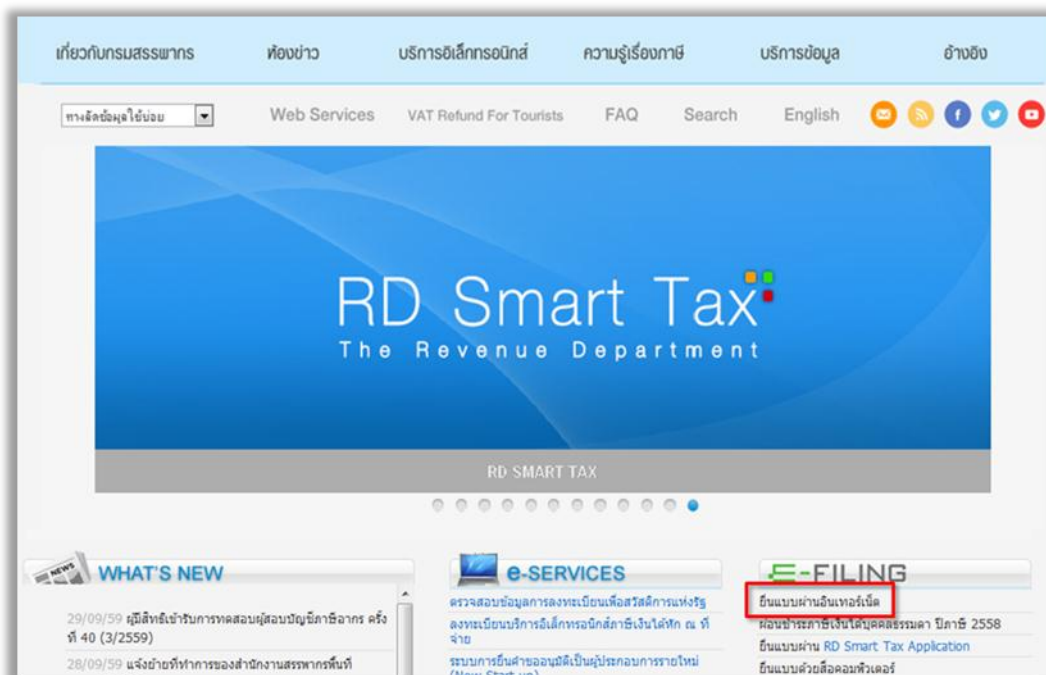 เกี่ยวกับกรมสรรพากร ห้องข่าว บริการอิเล็กทรอนิกส์ ความรู้เรื่องภาษี บริการข้อมูล อ้างอิง
ทางลัดข้อมูลใช้บ่อย Web Services VAT Refund For Tourists FAQ Search English
RD Smart Tax
The Revenue Department
RD SMART TAX
NEWS WHAT'S NEW
29/09/59 ผู้มีสิทธิเข้ารับการทดสอบผู้สอบบัญชีภาษีอากร ครั้ง
ที่ 40 (3/2559)
28/09/59 แจ้งย้ายที่ทำการของสำนักงานสรรพากรพื้นที่
e-SERVICES
ตรวจสอบข้อมูลการลงทะเบียนเพื่อสวัสดิการแห่งรัฐ
ลงทะเบียนบริการอิเล็กทรอนิกส์ภาษีเงินได้หัก ณ ที่
จ่าย
ระบบการยื่นคำขออนุมัติเป็นผู้ประกอบการรายใหม่
(New Start-up)
E-FILING
ยื่นแบบผ่านอินเทอร์เน็ต
ผ่อนชำระภาษีเงินได้บุคคลธรรมดา ปีภาษี 2558
ยื่นแบบผ่าน RD Smart Tax Application
ยื่นแบบด้วยสื่อคอมพิวเตอร์